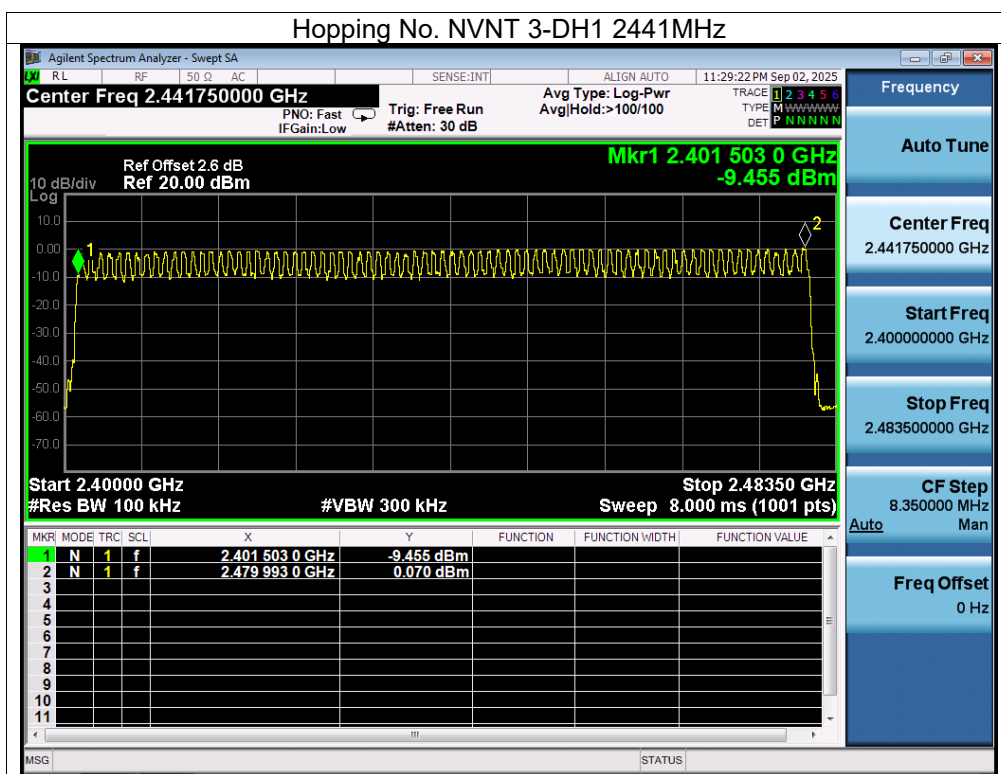 Hopping No. NVNT 3-DH1 2441MHz
Agilent Spectrum Analyzer - Swept SA
LXI RL RF 50 Ω AC SENSE:INT ALIGN AUTO 11:29:22 PM Sep 02, 2025
Center Freq 2.441750000 GHz
PNO: Fast
IFGain:Low
Trig: Free Run
#Atten: 30 dB
Avg Type: Log-Pwr
Avg|Hold:>100/100
TRACE 1 2 3 4 5 6
TYPE M WWWWW
DET P N N N N N
Mkr1 2.401 503 0 GHz
-9.455 dBm
Ref Offset 2.6 dB
10 dB/div Ref 20.00 dBm
Log
10.0
0.00
-10.0
-20.0
-30.0
-40.0
-50.0
-60.0
-70.0
1
2
Start 2.40000 GHz Stop 2.48350 GHz
#Res BW 100 kHz #VBW 300 kHz Sweep 8.000 ms (1001 pts)
MKR MODE TRC SCL X Y FUNCTION FUNCTION WIDTH FUNCTION VALUE
1 N 1 f 2.401 503 0 GHz -9.455 dBm
2 N 1 f 2.479 993 0 GHz 0.070 dBm
3
4
5
6
7
8
9
10
11
MSG STATUS
Frequency
Auto Tune
Center Freq
2.441750000 GHz
Start Freq
2.400000000 GHz
Stop Freq
2.483500000 GHz
CF Step
8.350000 MHz
Auto Man
Freq Offset
0 Hz